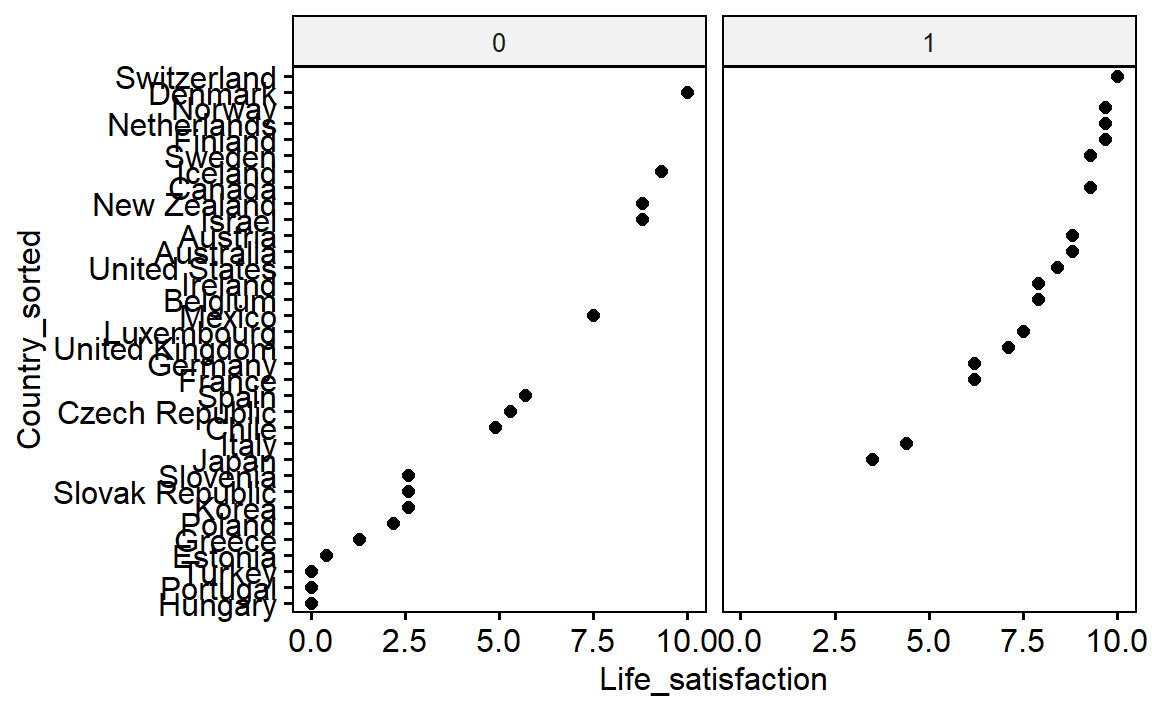 0
1
Switzerland
Denmark
Norway
Netherlands
Finland
Sweden
Iceland
Canada
New Zealand
Israel
Austria
Australia
United States
Ireland
Belgium
Mexico
Luxembourg
United Kingdom
Germany
France
Spain
Czech Republic
Chile
Italy
Japan
Slovenia
Slovak Republic
Korea
Poland
Greece
Estonia
Turkey
Portugal
Hungary
Country_sorted
0.0 2.5 5.0 7.5 10.0 0.0 2.5 5.0 7.5 10.0
Life_satisfaction